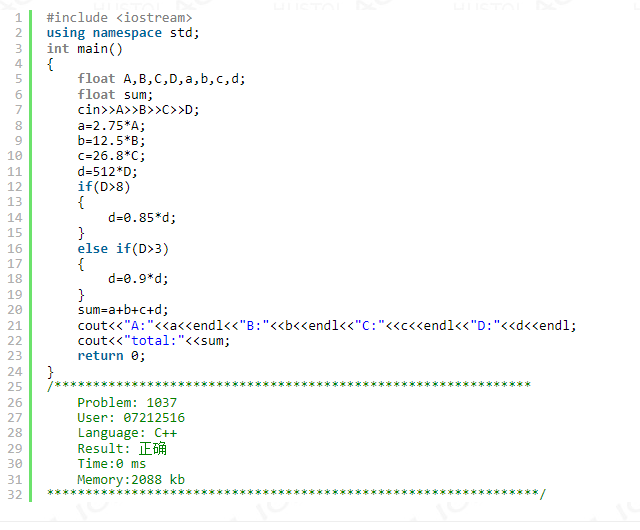 1 #include <iostream>
2 using namespace std;
3 int main()
4 {
5     float A,B,C,D,a,b,c,d;
6     float sum;
7     cin>>A>>B>>C>>D;
8     a=2.75*A;
9     b=12.5*B;
10     c=26.8*C;
11     d=512*D;
12     if(D>8)
13     {
14         d=0.85*d;
15     }
16     else if(D>3)
17     {
18         d=0.9*d;
19     }
20     sum=a+b+c+d;
21     cout<<"A:"<<a<<endl<<"B:"<<b<<endl<<"C:"<<c<<endl<<"D:"<<d<<endl;
22     cout<<"total:"<<sum;
23     return 0;
24 }
25 /**************************************************************
26     Problem: 1037
27     User: 07212516
28     Language: C++
29     Result: 正确
30     Time:0 ms
31     Memory:2088 kb
32 ****************************************************************/